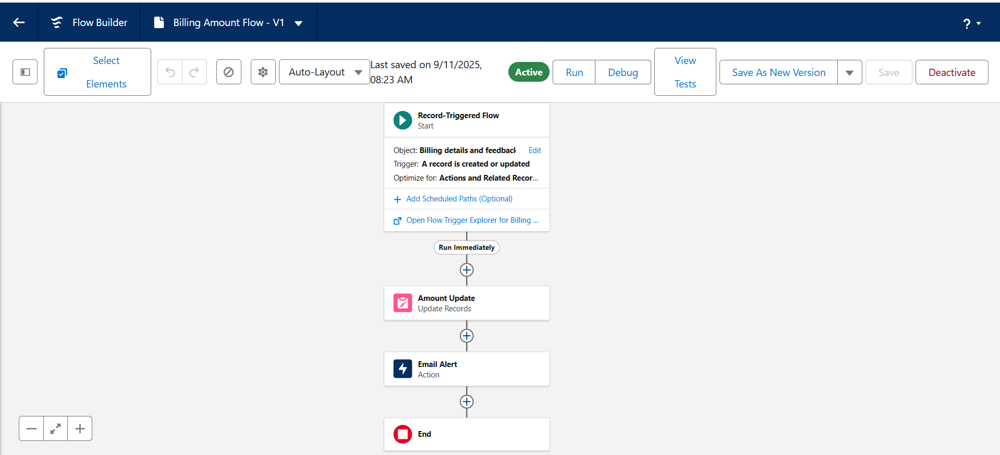 Flow Builder
Billing Amount Flow - V1
?
Select
Elements
Auto-Layout
Last saved on 9/11/2025,
08:23 AM
Active
Run
Debug
View
Tests
Save As New Version
Save
Deactivate
Record-Triggered Flow
Start
Object: Billing details and feedback
Edit
Trigger: A record is created or updated
Optimize for: Actions and Related Recor...
Add Scheduled Paths (Optional)
Open Flow Trigger Explorer for Billing ...
Run Immediately
Amount Update
Update Records
Email Alert
Action
End